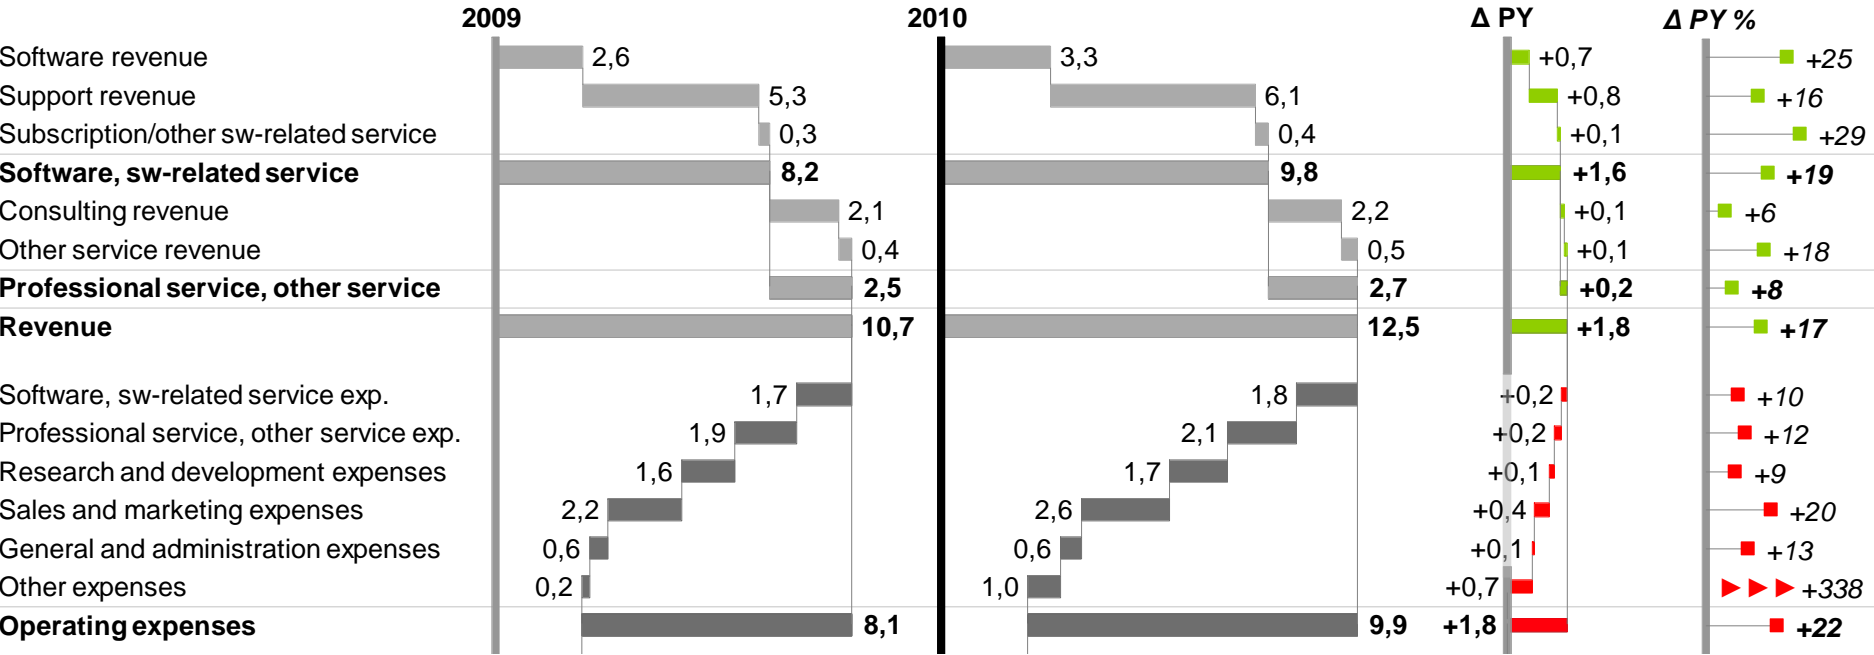 2009 2010 Δ PY Δ PY %
Software revenue 2,6 3,3 +0,7 +25
Support revenue 5,3 6,1 +0,8 +16
Subscription/other sw-related service 0,3 0,4 +0,1 +29
Software, sw-related service 8,2 9,8 +1,6 +19
Consulting revenue 2,1 2,2 +0,1 +6
Other service revenue 0,4 0,5 +0,1 +18
Professional service, other service 2,5 2,7 +0,2 +8
Revenue 10,7 12,5 +1,8 +17
Software, sw-related service exp. 1,7 1,8 +0,2 +10
Professional service, other service exp. 1,9 2,1 +0,2 +12
Research and development expenses 1,6 1,7 +0,1 +9
Sales and marketing expenses 2,2 2,6 +0,4 +20
General and administration expenses 0,6 0,6 +0,1 +13
Other expenses 0,2 1,0 +0,7 +338
Operating expenses 8,1 9,9 +1,8 +22